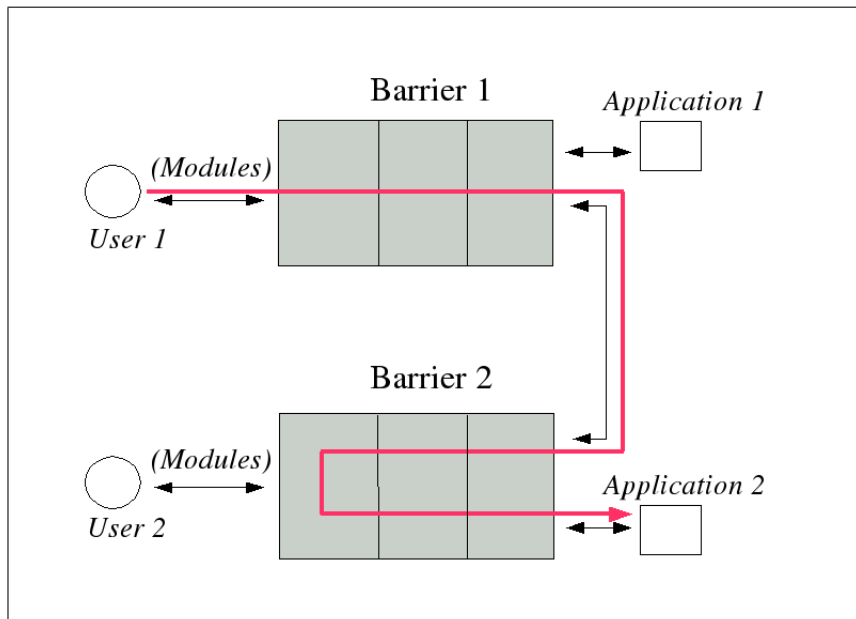 Barrier 1
Application 1
(Modules)
User 1
Barrier 2
(Modules)
Application 2
User 2